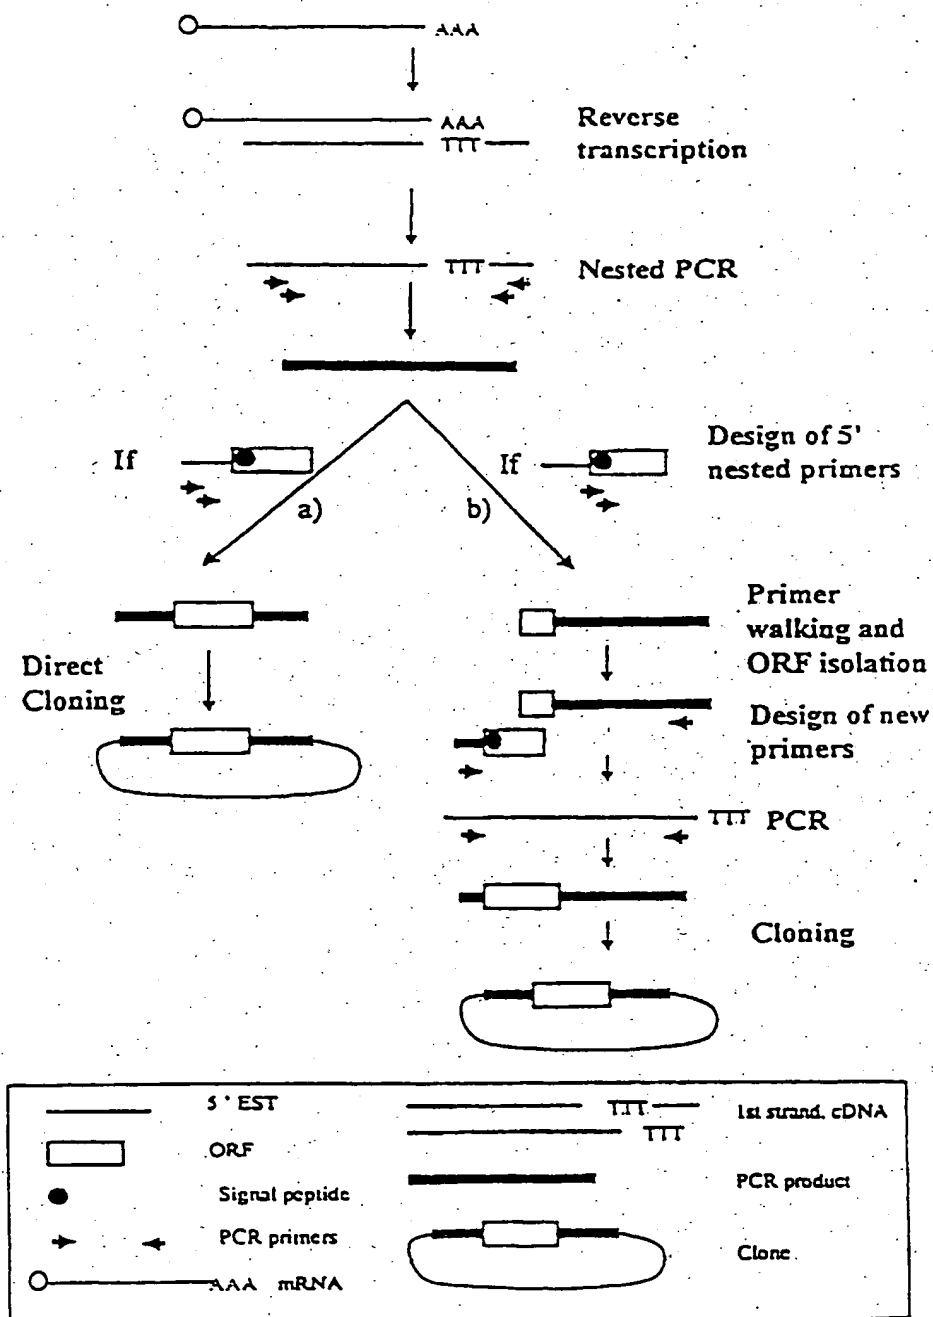 AAA
AAA
TTT
Reverse
transcription
TTT
Nested PCR
If
a)
If
b)
Design of 5'
nested primers
Direct
Cloning
Primer
walking and
ORF isolation
Design of new
primers
TTT PCR
Cloning
5' EST
ORF
Signal peptide
PCR primers
AAA mRNA
TTT
TTT
1st strand. cDNA
PCR product
Clone